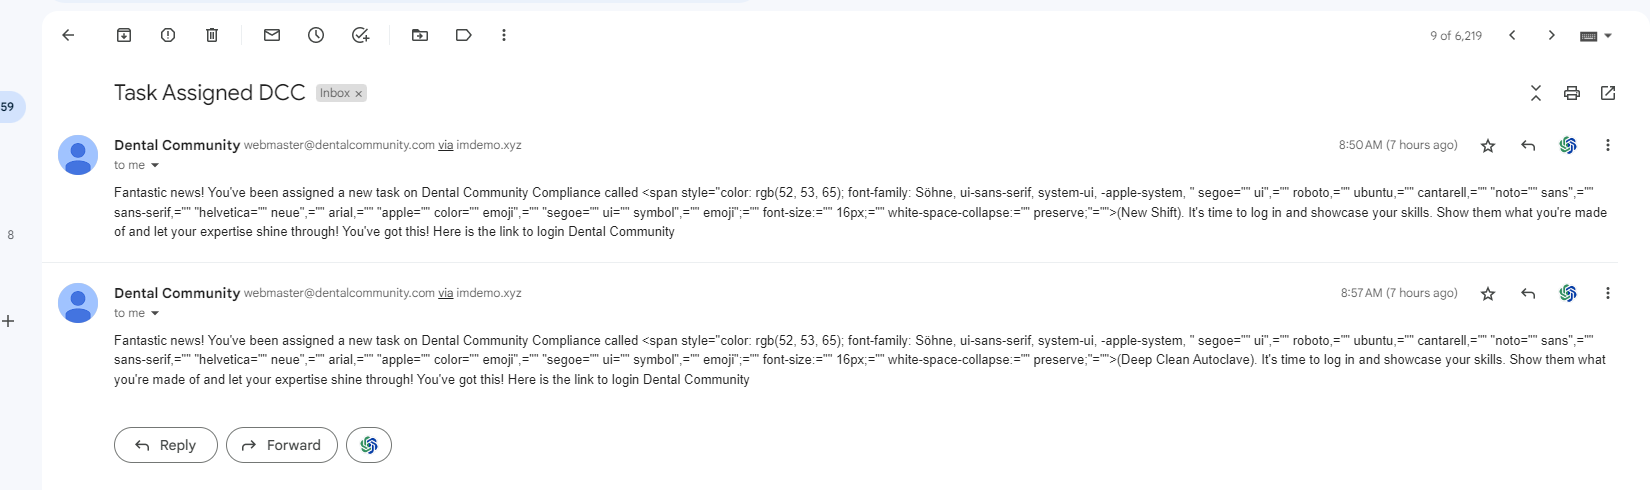 9 of 6,219
Task Assigned DCC Inbox ×
59
Dental Community webmaster@dentalcommunity.com via imdemo.xyz 8:50 AM (7 hours ago)
to me
Fantastic news! You've been assigned a new task on Dental Community Compliance called <span style="color: rgb(52, 53, 65); font-family: Söhne, ui-sans-serif, system-ui, -apple-system, " segoe="" ui",="" roboto,="" ubuntu,="" cantarell,="" "noto="" sans",=""
sans-serif,="" "helvetica="" neue",="" arial,="" "apple="" color="" emoji",="" "segoe="" ui="" symbol",="" emoji";="" font-size:="" 16px;="" white-space-collapse:="" preserve;"="">(New Shift). It's time to log in and showcase your skills. Show them what you're made
of and let your expertise shine through! You've got this! Here is the link to login Dental Community
8
Dental Community webmaster@dentalcommunity.com via imdemo.xyz 8:57 AM (7 hours ago)
to me
Fantastic news! You've been assigned a new task on Dental Community Compliance called <span style="color: rgb(52, 53, 65); font-family: Söhne, ui-sans-serif, system-ui, -apple-system, " segoe="" ui",="" roboto,="" ubuntu,="" cantarell,="" "noto="" sans",=""
sans-serif,="" "helvetica="" neue",="" arial,="" "apple="" color="" emoji",="" "segoe="" ui="" symbol",="" emoji";="" font-size:="" 16px;="" white-space-collapse:="" preserve;"="">(Deep Clean Autoclave). It's time to log in and showcase your skills. Show them what
you're made of and let your expertise shine through! You've got this! Here is the link to login Dental Community
Reply Forward